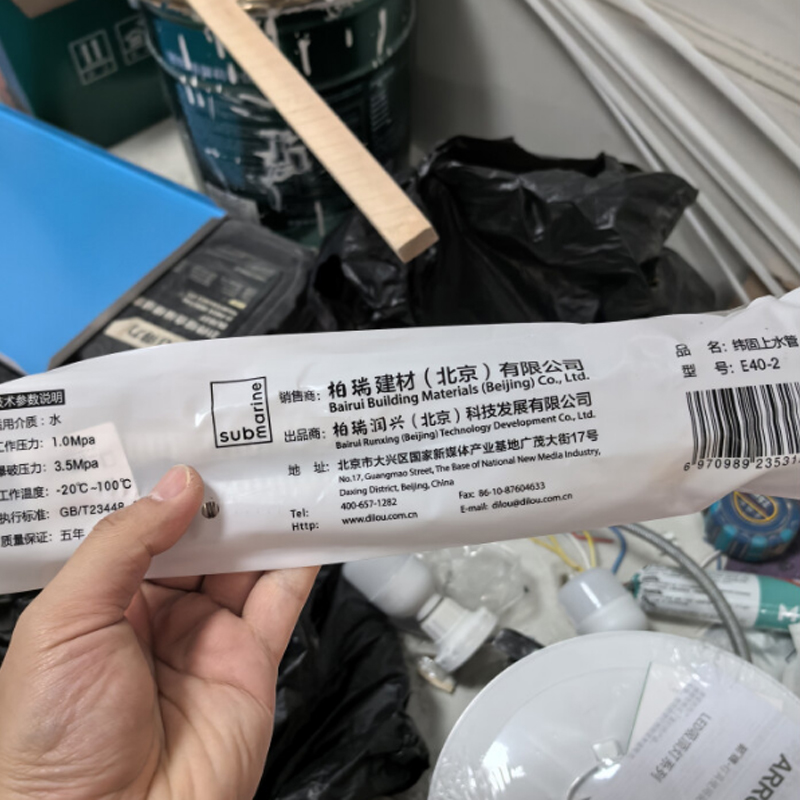 技术参数说明
适用介质：水
工作压力：1.0Mpa
爆破压力：3.5Mpa
工作温度：-20℃~100℃
执行标准：GB/T23448
质量保证：五年
submarine
销售商：柏瑞建材（北京）有限公司
Bairui Building Materials (Beijing) Co., Ltd.
出品商：柏瑞润兴（北京）科技发展有限公司
Bairui Runxing (Beijing) Technology Development Co., Ltd.
地 址：北京市大兴区国家新媒体产业基地广茂大街17号
No.17, Guangmao Street, The Base of National New Media Industry,
Daxing District, Beijing, China
Tel: 400-657-1282 Fax: 86-10-87604633
Http: www.dilou.com.cn E-mail: dilou@dilou.com.cn
品 名：纬固上水管
型 号：E40-2
6 970989 23531
ARR